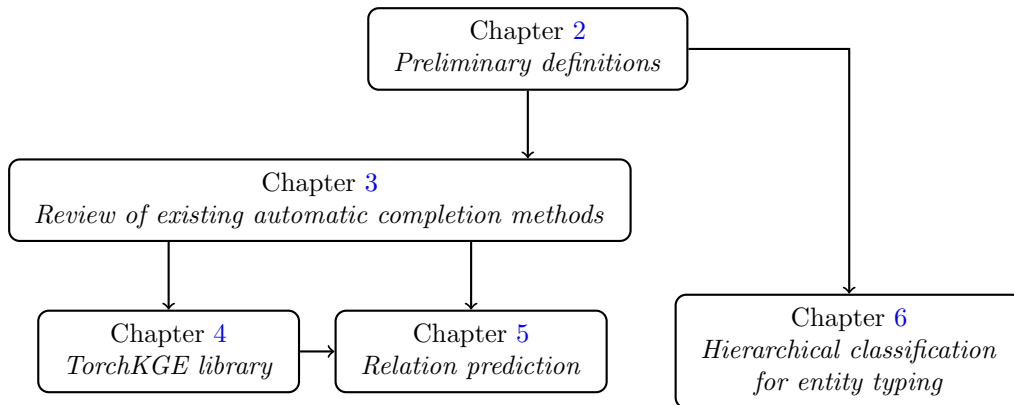 Chapter 2
Preliminary definitions
Chapter 3
Review of existing automatic completion methods
Chapter 4
TorchKGE library
Chapter 5
Relation prediction
Chapter 6
Hierarchical classification
for entity typing